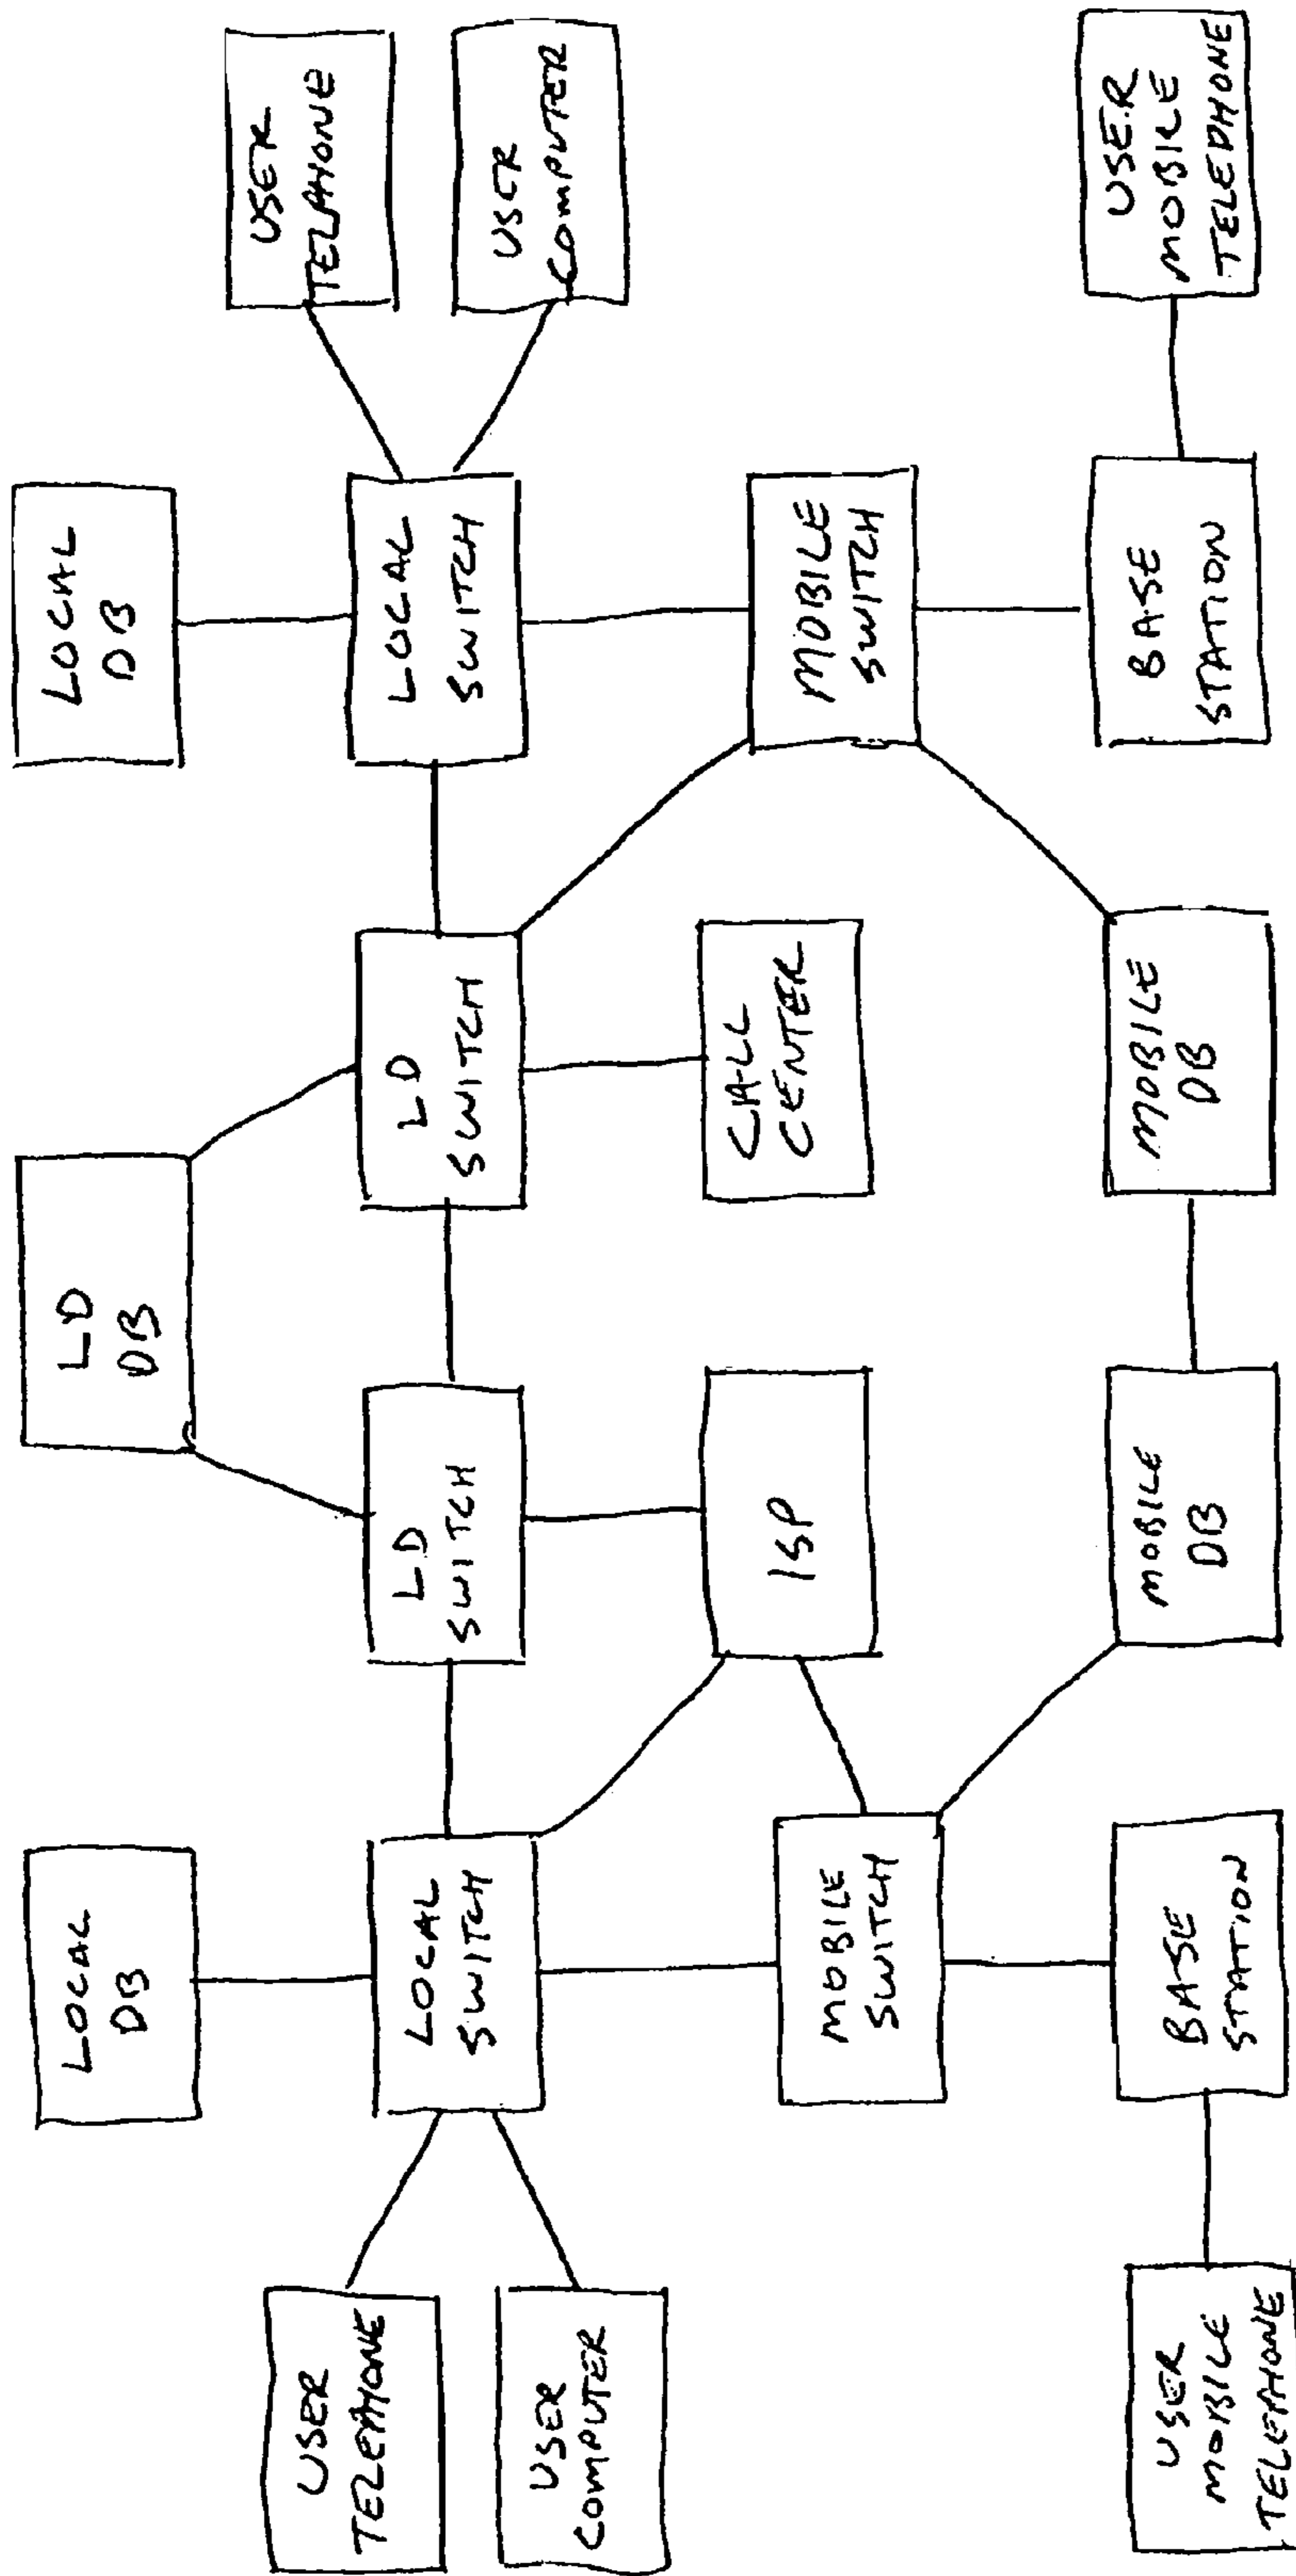 LOCAL
DB
LD
DB
LOCAL
DB
USER
TELEPHONE
USER
COMPUTER
LOCAL
SWITCH
LD
SWITCH
LD
SWITCH
LOCAL
SWITCH
USER
TELEPHONE
USER
COMPUTER
MOBILE
SWITCH
ISP
CALL
CENTER
MOBILE
SWITCH
USER
MOBILE
TELEPHONE
BASE
STATION
MOBILE
DB
MOBILE
DB
BASE
STATION
USER
MOBILE
TELEPHONE